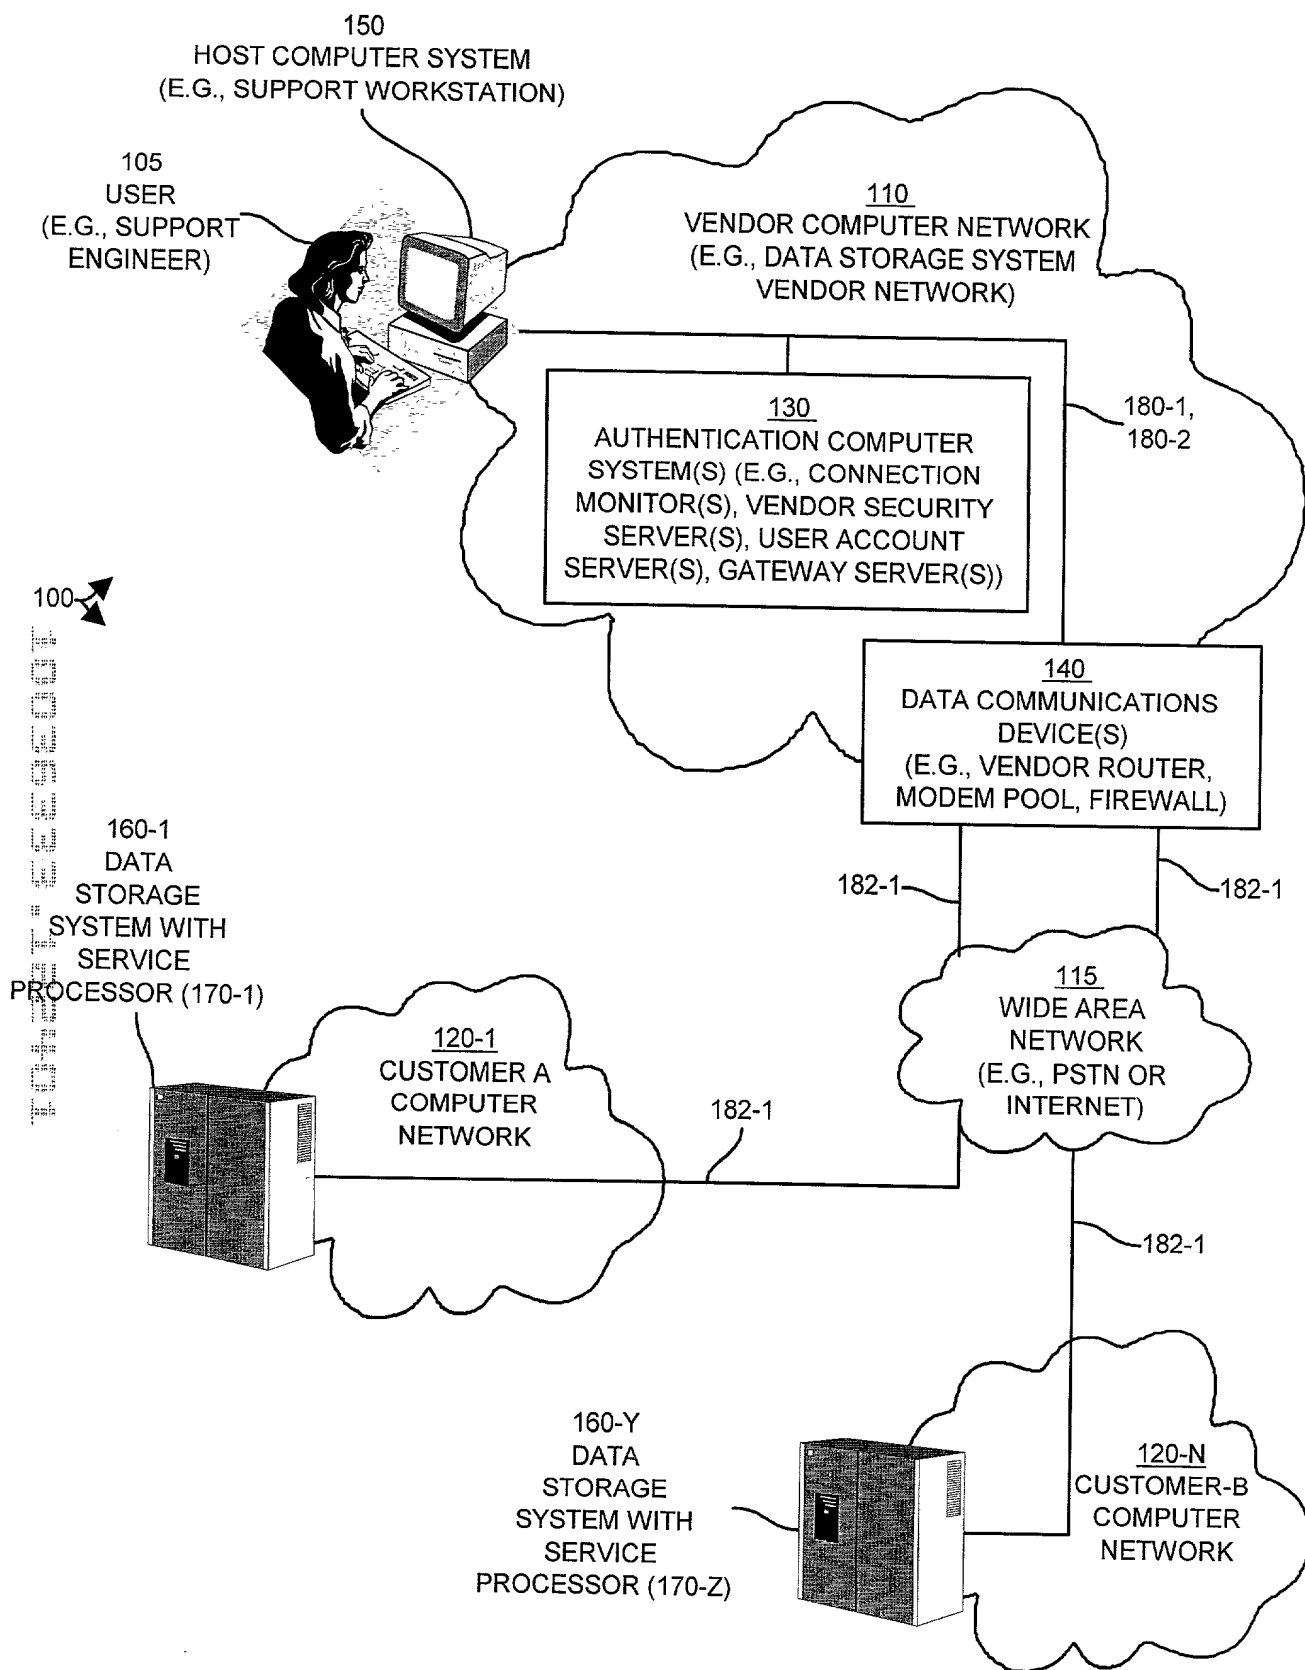 150
HOST COMPUTER SYSTEM
(E.G., SUPPORT WORKSTATION)
105
USER
(E.G., SUPPORT
ENGINEER)
110
VENDOR COMPUTER NETWORK
(E.G., DATA STORAGE SYSTEM
VENDOR NETWORK)
130
AUTHENTICATION COMPUTER
SYSTEM(S) (E.G., CONNECTION
MONITOR(S), VENDOR SECURITY
SERVER(S), USER ACCOUNT
SERVER(S), GATEWAY SERVER(S))
180-1,
180-2
100
140
DATA COMMUNICATIONS
DEVICE(S)
(E.G., VENDOR ROUTER,
MODEM POOL, FIREWALL)
182-1
182-1
160-1
DATA
STORAGE
SYSTEM WITH
SERVICE
PROCESSOR (170-1)
115
WIDE AREA
NETWORK
(E.G., PSTN OR
INTERNET)
120-1
CUSTOMER A
COMPUTER
NETWORK
182-1
182-1
160-Y
DATA
STORAGE
SYSTEM WITH
SERVICE
PROCESSOR (170-Z)
120-N
CUSTOMER-B
COMPUTER
NETWORK